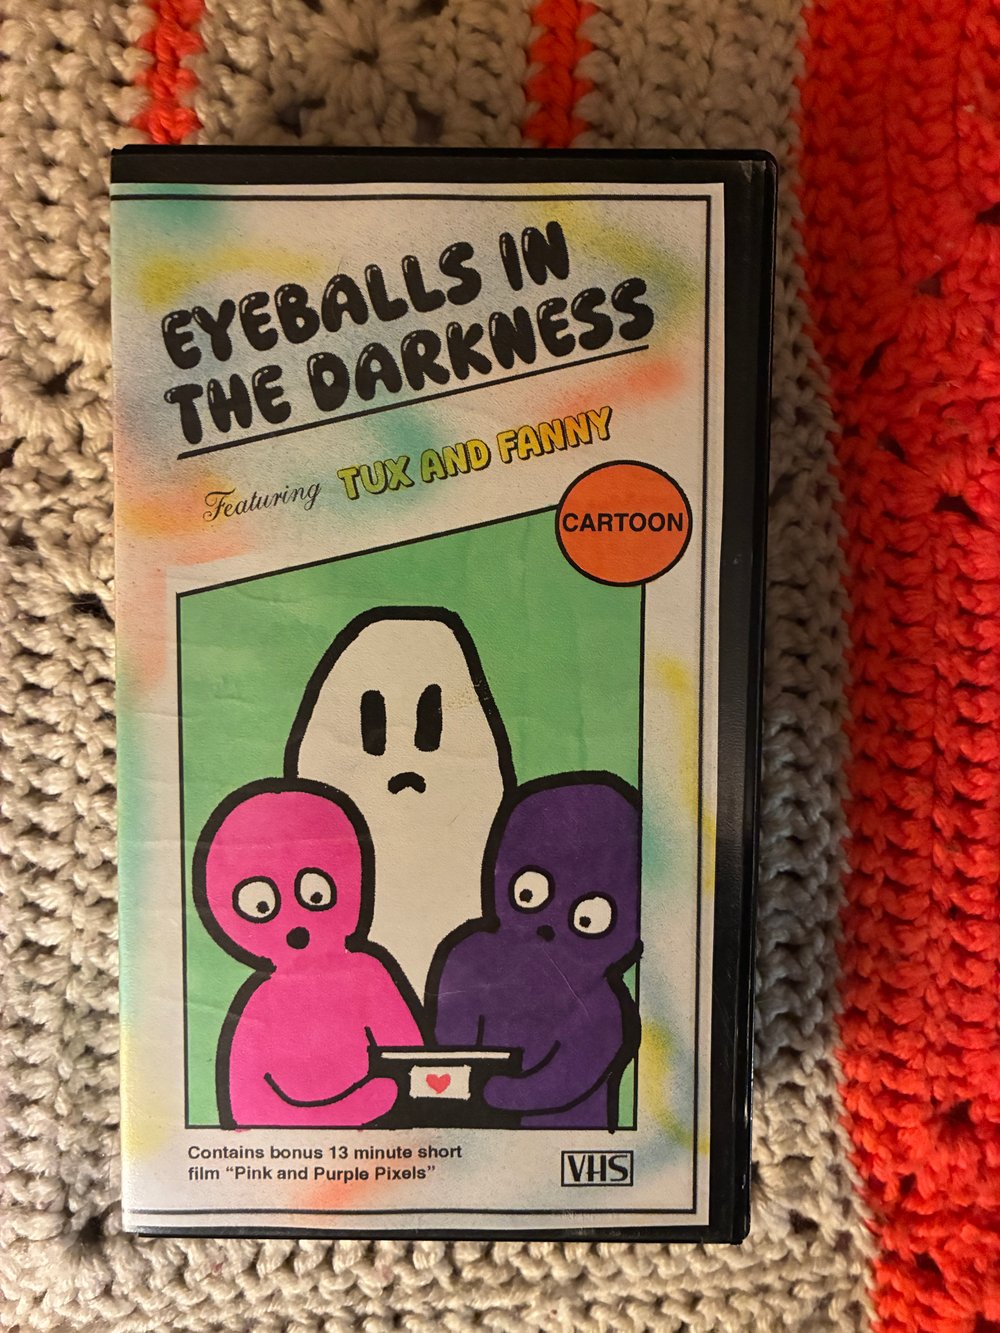 EYEBALLS IN
THE DARKNESS
Featuring TUX AND FANNY
CARTOON
Contains bonus 13 minute short
film “Pink and Purple Pixels”
VHS